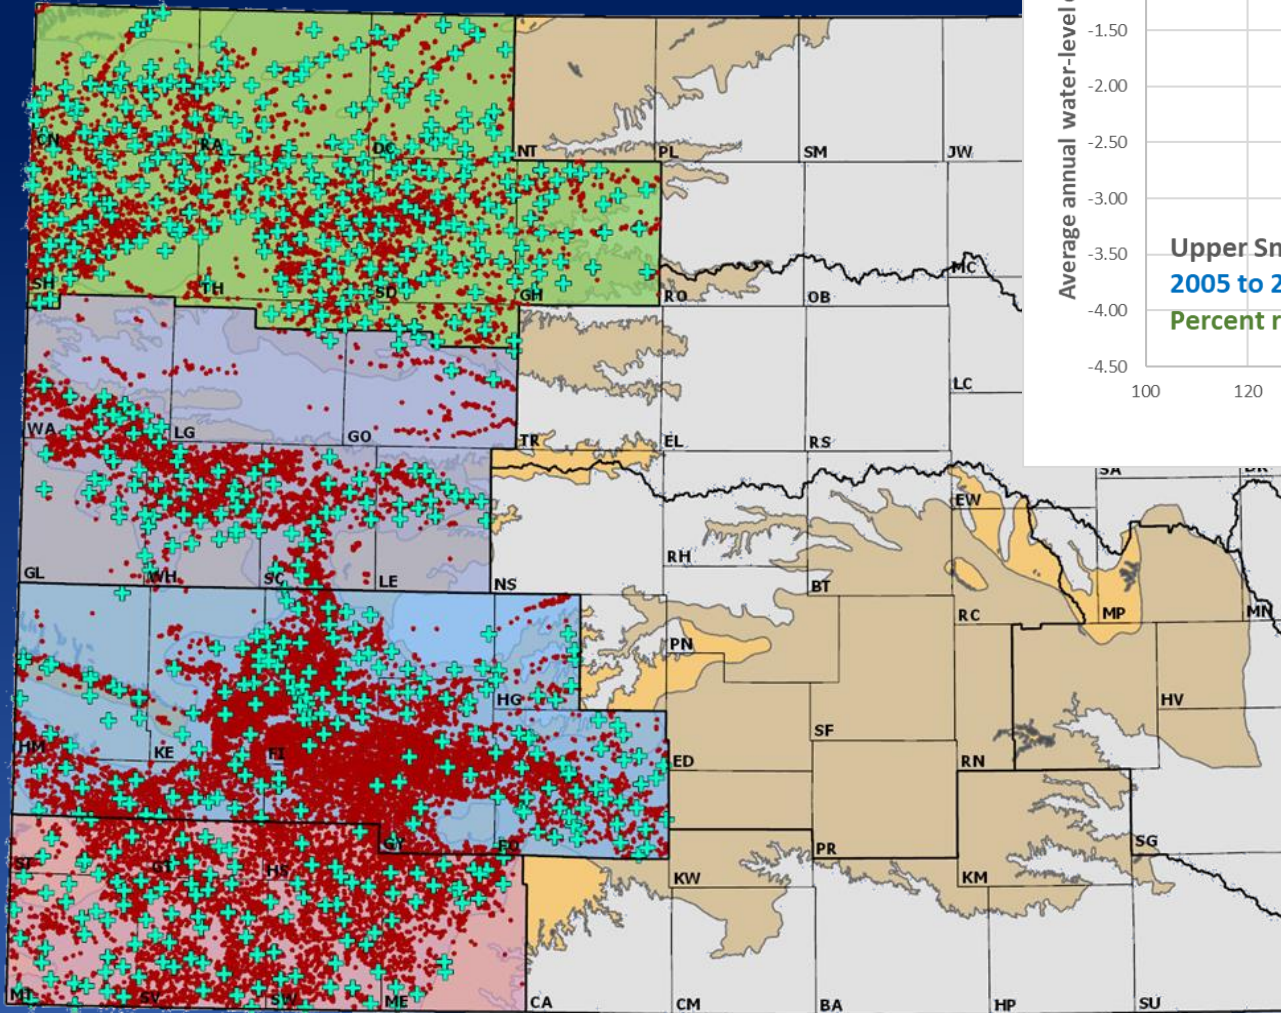 Average annual water-level
-1.50
-2.00
-2.50
-3.00
-3.50
-4.00
-4.50
100 120
Upper
2005 to
Percent
CN
RA
DC
NT
PL
SM
JW
SH
TH
SD
GH
RO
OB
MC
WA
LG
GO
TR
EL
RS
LC
GL
WH
SC
LE
NS
RH
BT
EW
RC
SA
MP
MN
HM
KE
FI
HG
PN
ED
SF
RN
HV
GY
FO
PR
SG
ST
GT
HS
KW
KM
MT
SV
SW
ME
CA
CM
BA
HP
SU